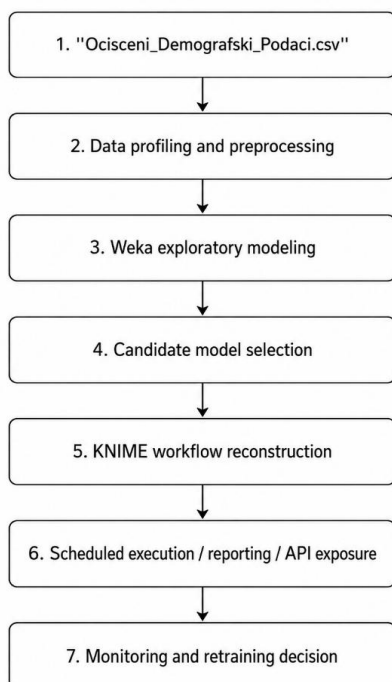 1. "Ocisceni_Demografski_Podaci.csv"
2. Data profiling and preprocessing
3. Weka exploratory modeling
4. Candidate model selection
5. KNIME workflow reconstruction
6. Scheduled execution / reporting / API exposure
7. Monitoring and retraining decision